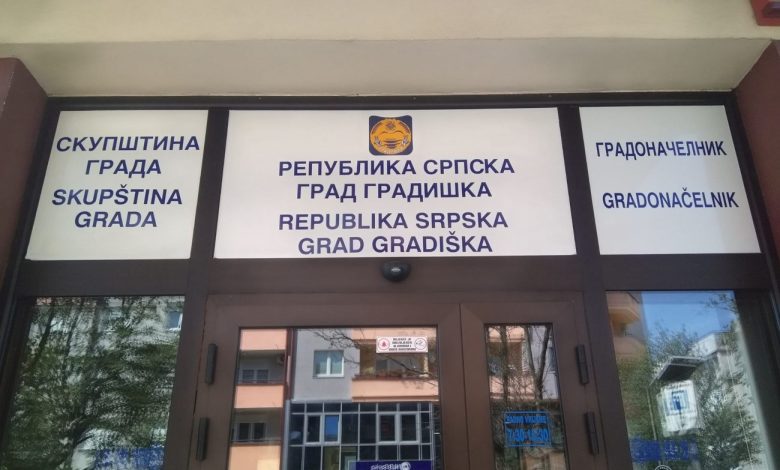 СКУПШТИНА
ГРАДА
SKUPŠTINA
GRADA
РЕПУБЛИКА СРПСКА
ГРАД ГРАДИШКА
REPUBLIKA SRPSKA
GRAD GRADIŠKA
ГРАДОНАЧЕЛНИК
GRADONAČELNIK